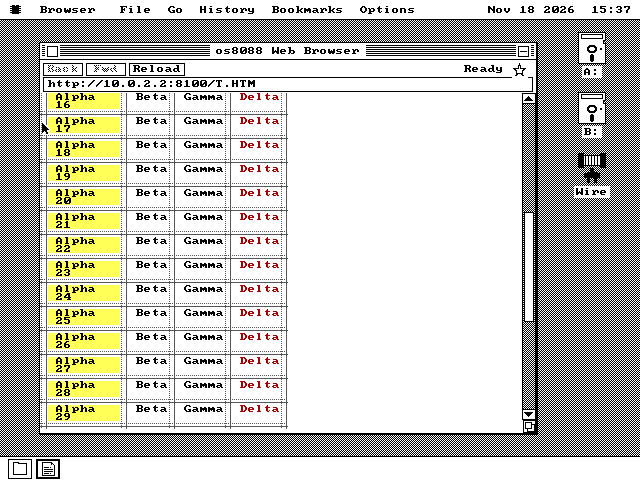 Browser File Go History Bookmarks Options Nov 18 2026 15:37
os8088 Web Browser
Back Fwd Reload Ready
http://10.0.2.2:8100/T.HTM
A:
B:
Wire
Alpha 16 Beta Gamma Delta
Alpha 17 Beta Gamma Delta
Alpha 18 Beta Gamma Delta
Alpha 19 Beta Gamma Delta
Alpha 20 Beta Gamma Delta
Alpha 21 Beta Gamma Delta
Alpha 22 Beta Gamma Delta
Alpha 23 Beta Gamma Delta
Alpha 24 Beta Gamma Delta
Alpha 25 Beta Gamma Delta
Alpha 26 Beta Gamma Delta
Alpha 27 Beta Gamma Delta
Alpha 28 Beta Gamma Delta
Alpha 29 Beta Gamma Delta